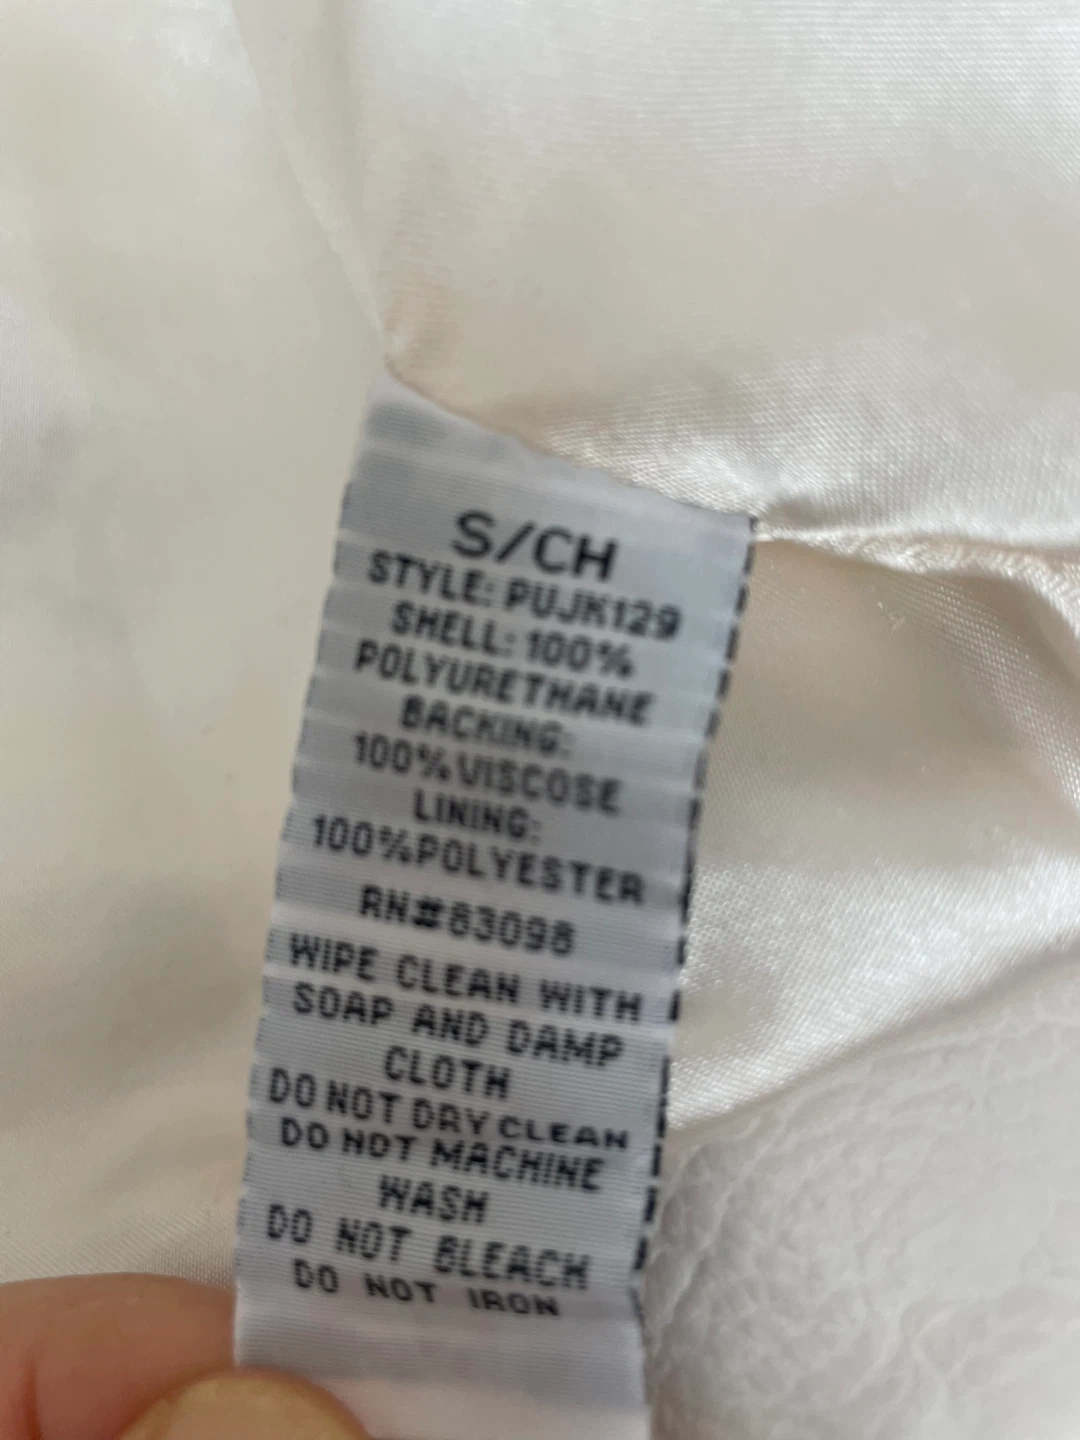 S/CH
STYLE: PUJK129
SHELL: 100%
POLYURETHANE
BACKING:
100%VISCOSE
LINING:
100%POLYESTER
RN#83098
WIPE CLEAN WITH
SOAP AND DAMP
CLOTH
DO NOT DRY CLEAN
DO NOT MACHINE
WASH
DO NOT BLEACH
DO NOT IRON